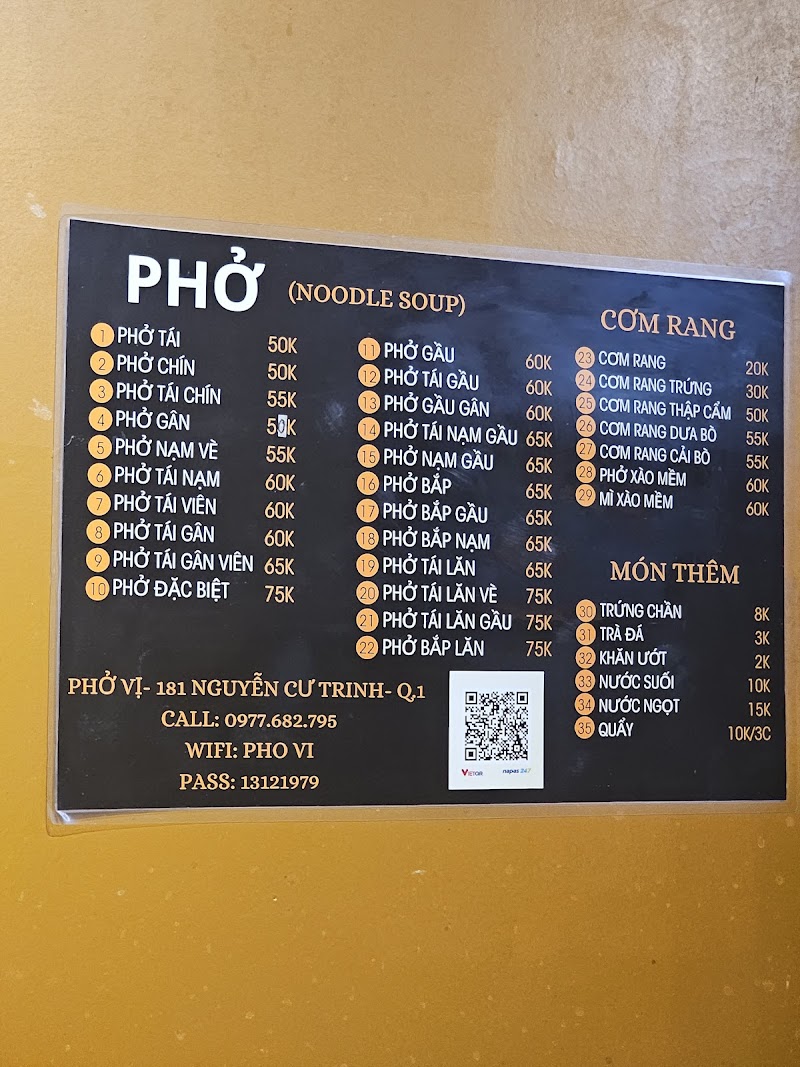 PHỞ (NOODLE SOUP)
1 PHỞ TÁI 50K
2 PHỞ CHÍN 50K
3 PHỞ TÁI CHÍN 55K
4 PHỞ GÂN 50K
5 PHỞ NẠM VÈ 55K
6 PHỞ TÁI NẠM 60K
7 PHỞ TÁI VIÊN 60K
8 PHỞ TÁI GÂN 60K
9 PHỞ TÁI GÂN VIÊN 65K
10 PHỞ ĐẶC BIỆT 75K
11 PHỞ GẦU 60K
12 PHỞ TÁI GẦU 60K
13 PHỞ GẦU GÂN 60K
14 PHỞ TÁI NẠM GẦU 65K
15 PHỞ NẠM GẦU 65K
16 PHỞ BẮP 65K
17 PHỞ BẮP GẦU 65K
18 PHỞ BẮP NẠM 65K
19 PHỞ TÁI LĂN 65K
20 PHỞ TÁI LĂN VÈ 75K
21 PHỞ TÁI LĂN GẦU 75K
22 PHỞ BẮP LĂN 75K
CƠM RANG
23 CƠM RANG 20K
24 CƠM RANG TRỨNG 30K
25 CƠM RANG THẬP CẨM 50K
26 CƠM RANG DƯA BÒ 55K
27 CƠM RANG CẢI BÒ 55K
28 PHỞ XÀO MỀM 60K
29 MÌ XÀO MỀM 60K
MÓN THÊM
30 TRỨNG CHẦN 8K
31 TRÀ ĐÁ 3K
32 KHĂN ƯỚT 2K
33 NƯỚC SUỐI 10K
34 NƯỚC NGỌT 15K
35 QUẨY 10K/3C
PHỞ VỊ- 181 NGUYỄN CƯ TRINH- Q.1
CALL: 0977.682.795
WIFI: PHO VI
PASS: 13121979
VIETQR napas 247